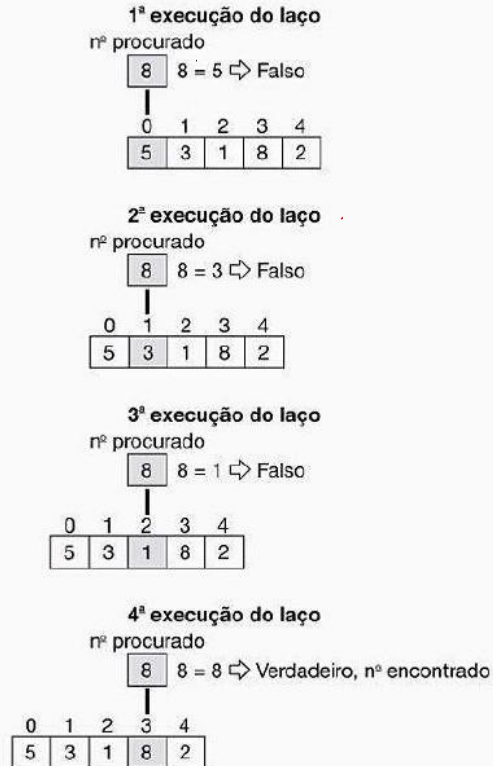 1ª execução do laço
nº procurado
8 8 = 5 ⇨ Falso
0 1 2 3 4
5 3 1 8 2
2ª execução do laço
nº procurado
8 8 = 3 ⇨ Falso
0 1 2 3 4
5 3 1 8 2
3ª execução do laço
nº procurado
8 8 = 1 ⇨ Falso
0 1 2 3 4
5 3 1 8 2
4ª execução do laço
nº procurado
8 8 = 8 ⇨ Verdadeiro, nº encontrado
0 1 2 3 4
5 3 1 8 2